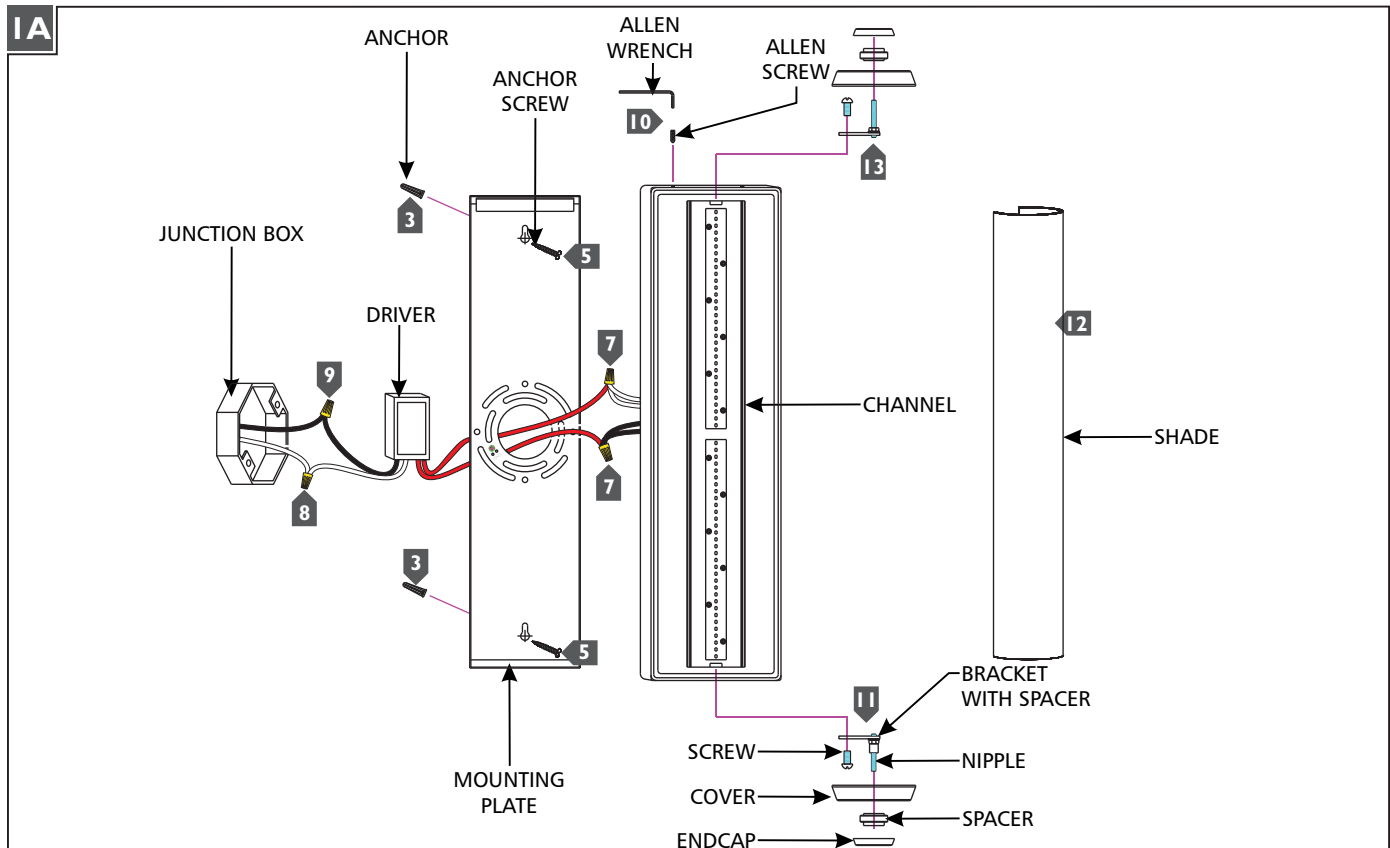 1A
ANCHOR
ALLEN
WRENCH
ALLEN
SCREW
ANCHOR
SCREW
10
13
3
JUNCTION BOX
5
DRIVER
12
7
9
CHANNEL
SHADE
7
8
3
5
BRACKET
WITH SPACER
11
SCREW
NIPPLE
MOUNTING
PLATE
COVER
SPACER
ENDCAP